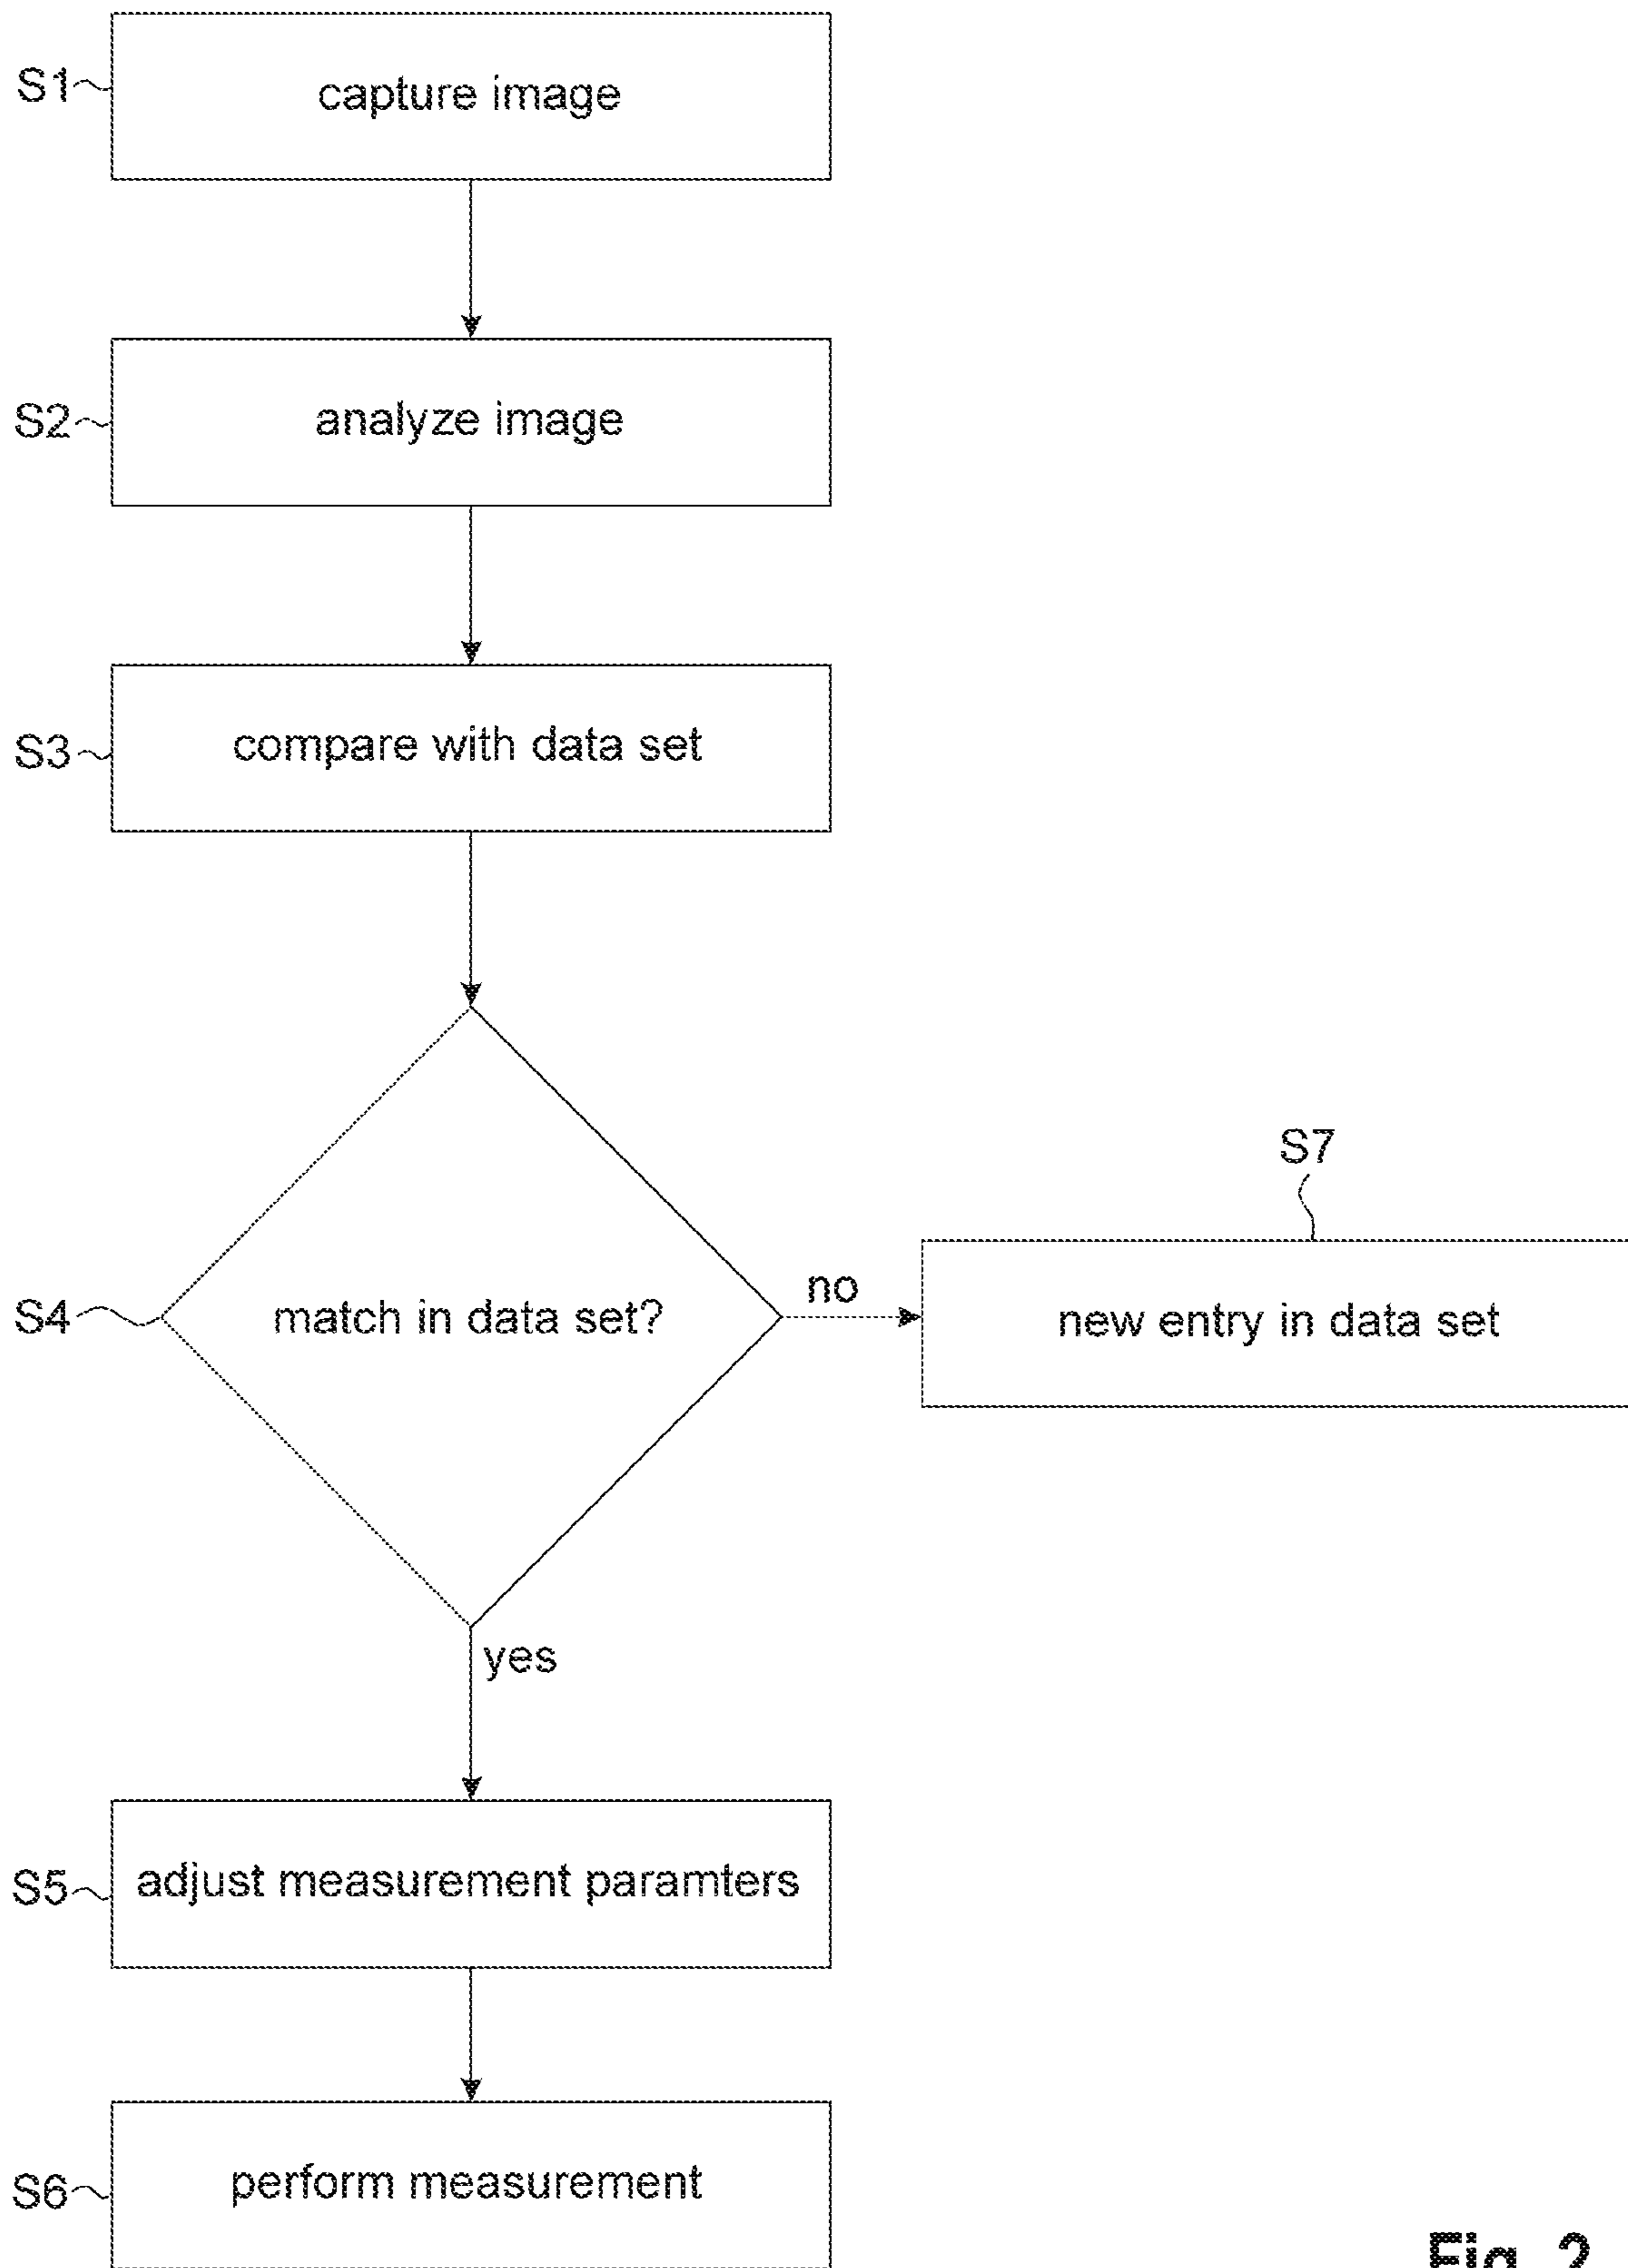 S1
capture image
S2
analyze image
S3
compare with data set
S4
match in data set?
no
S7
new entry in data set
yes
S5
adjust measurement paramters
S6
perform measurement
Fig. 2